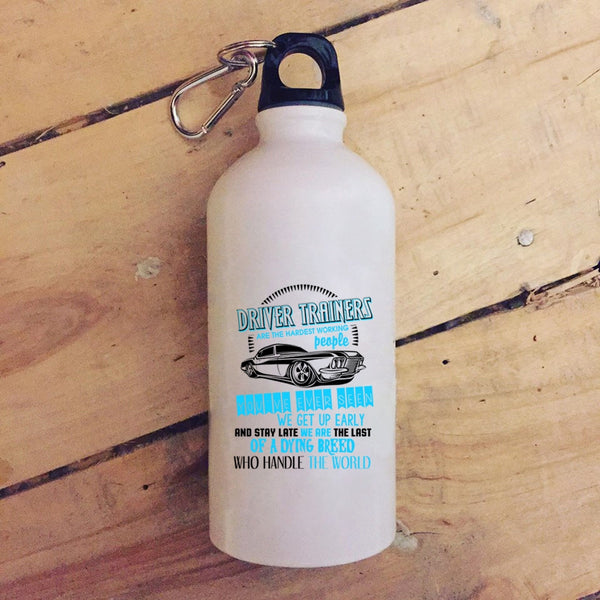 DRIVER TRAINERS
ARE THE HARDEST WORKING
people
YOU'VE EVER SEEN
WE GET UP EARLY
AND STAY LATE WE ARE THE LAST
OF A DYING BREED
WHO HANDLE THE WORLD